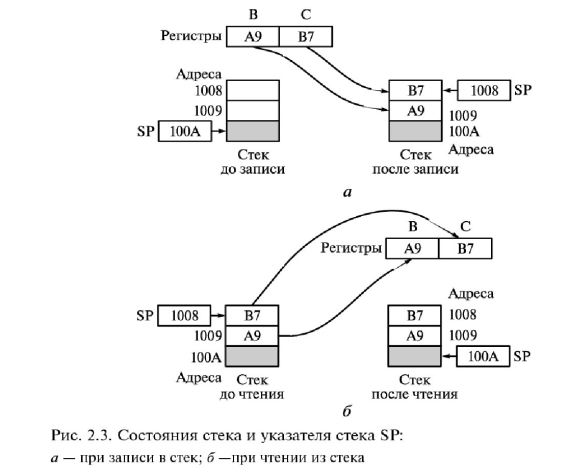 B C
Регистры A9 B7
Адреса
1008 B7 1008 SP
1009 A9 1009
SP 100A 100A
Стек до записи
Стек после записи
Адреса
а
B C
Регистры A9 B7
Адреса
SP 1008 B7 B7 1008
1009 A9 A9 1009
100A 100A SP
Адреса
Стек до чтения
Стек после чтения
б
Рис. 2.3. Состояния стека и указателя стека SP:
а — при записи в стек; б —при чтении из стека